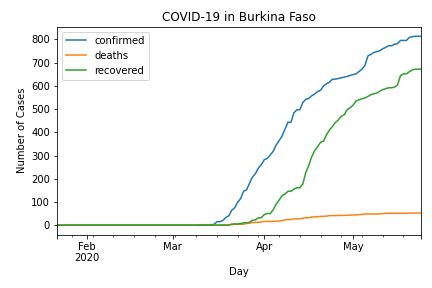 COVID-19 in Burkina Faso
confirmed
deaths
recovered
800
700
600
500
400
300
200
100
0
Number of Cases
Feb
2020
Mar
Apr
May
Day